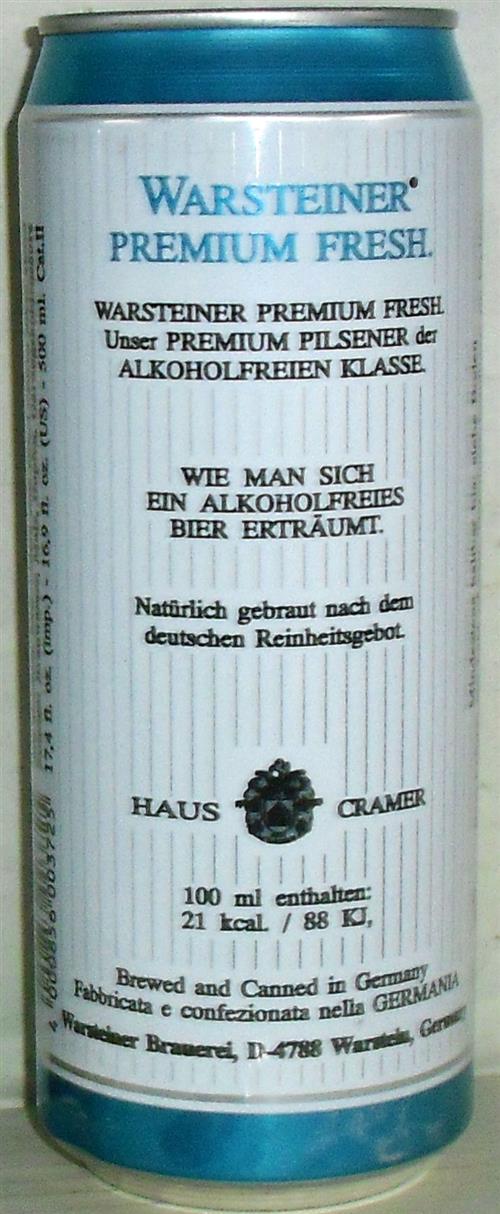 WARSTEINER
PREMIUM FRESH.
WARSTEINER PREMIUM FRESH.
Unser PREMIUM PILSENER der
ALKOHOLFREIEN KLASSE.
WIE MAN SICH
EIN ALKOHOLFREIES
BIER ERTRÄUMT.
Natürlich gebraut nach dem
deutschen Reinheitsgebot.
HAUS CRAMER
100 ml enthalten:
21 kcal. / 88 KJ,
Brewed and Canned in Germany
Fabbricata e confezionata nella GERMANIA
Warsteiner Brauerei, D-4788 Warstein, Germany
17,4 fl. oz. (imp.) - 16,9 fl. oz. (US) - 500 ml. Cat.II
4 000856 003725